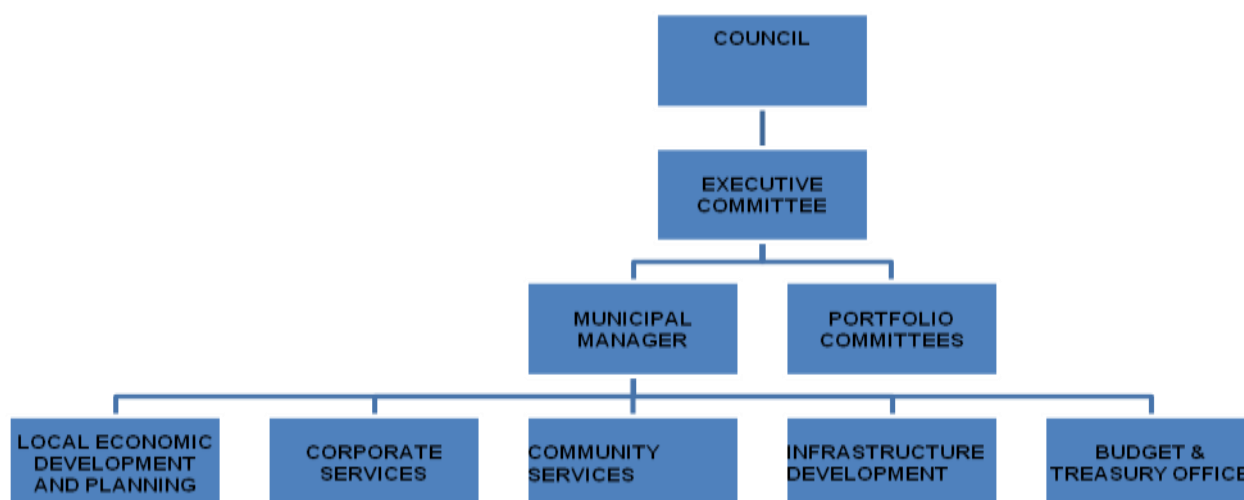 COUNCIL
EXECUTIVE
COMMITTEE
MUNICIPAL
MANAGER
PORTFOLIO
COMMITTEES
LOCAL ECONOMIC
DEVELOPMENT
AND PLANNING
CORPORATE
SERVICES
COMMUNITY
SERVICES
INFRASTRUCTURE
DEVELOPMENT
BUDGET &
TREASURY OFFICE